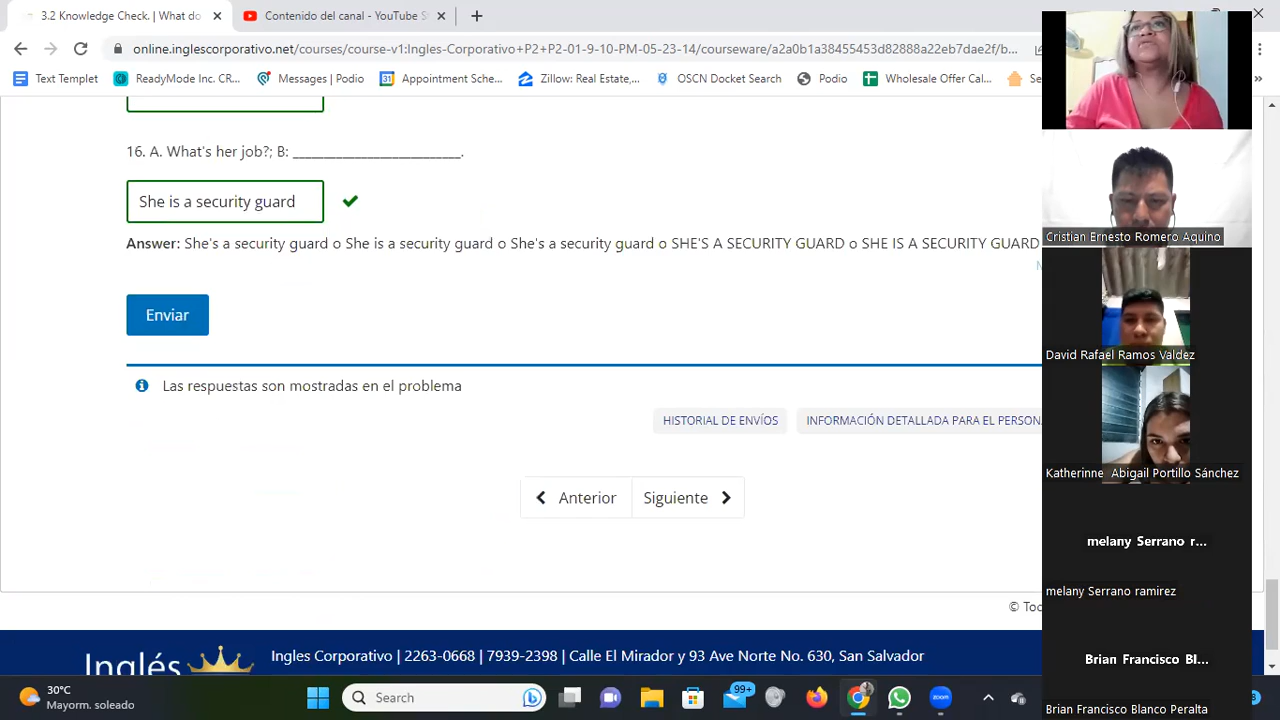 3.2 Knowledge Check. | What do
Contenido del canal - YouTube S
online.inglescorporativo.net/courses/course-v1:Ingles-Corporativo+P2+P2-01-9-10-PM-05-23-14/courseware/a2a0b1a38455453d82888a22eb7dae2f/b...
Text Templet
ReadyMode Inc. CR...
Messages | Podio
Appointment Sche...
Zillow: Real Estate,...
OSCN Docket Search
Podio
Wholesale Offer Cal...
Se
16. A. What's her job?; B: ___________________________.
She is a security guard
Answer: She's a security guard o She is a security guard o She's a security guard o SHE'S A SECURITY GUARD o SHE IS A SECURITY GUARD
Enviar
Las respuestas son mostradas en el problema
HISTORIAL DE ENVÍOS
INFORMACIÓN DETALLADA PARA EL PERSON
Anterior
Siguiente
© Too
Inglés
Ingles Corporativo | 2263-0668 | 7939-2398 | Calle El Mirador y 93 Ave Norte No. 630, San Salvador
30°C
Mayorm. soleado
Search
99+
Cristian Ernesto Romero Aquino
David Rafael Ramos Valdez
Katherinne Abigail Portillo Sánchez
melany Serrano r...
melany Serrano ramirez
Brian Francisco Bl...
Brian Francisco Blanco Peralta